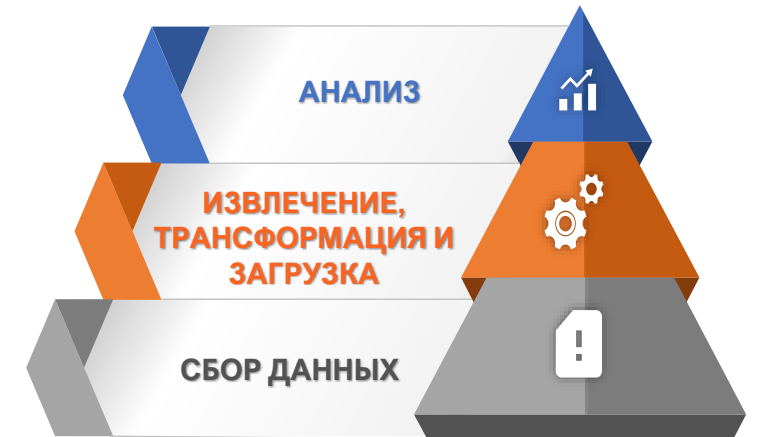 АНАЛИЗ
ИЗВЛЕЧЕНИЕ,
ТРАНСФОРМАЦИЯ И
ЗАГРУЗКА
СБОР ДАННЫХ